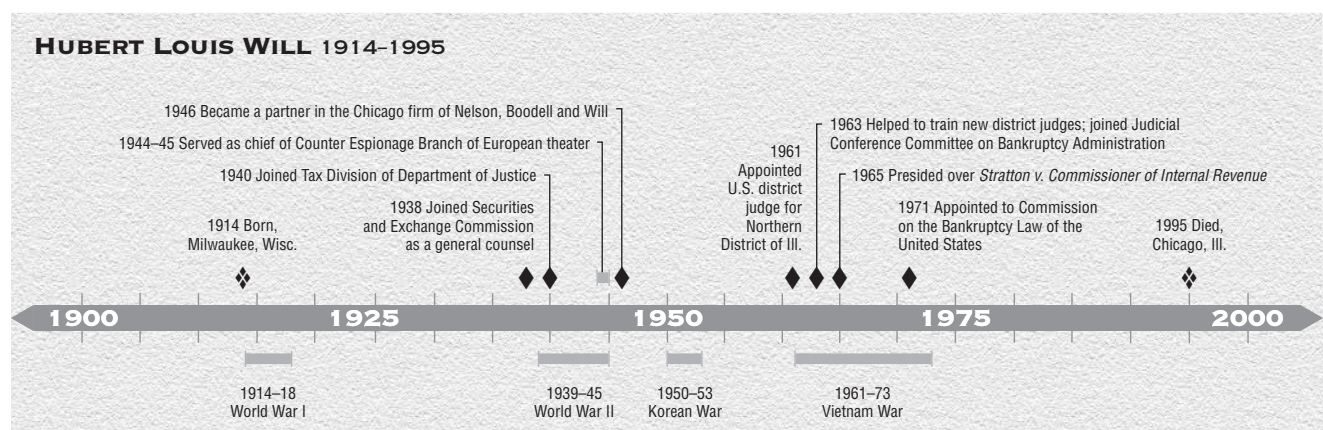 HUBERT LOUIS WILL 1914–1995
1946 Became a partner in the Chicago firm of Nelson, Boodell and Will
1944–45 Served as chief of Counter Espionage Branch of European theater
1940 Joined Tax Division of Department of Justice
1938 Joined Securities
and Exchange Commission
as a general counsel
1914 Born,
Milwaukee, Wisc.
1961
Appointed
U.S. district
judge for
Northern
District of Ill.
1963 Helped to train new district judges; joined Judicial
Conference Committee on Bankruptcy Administration
1965 Presided over Stratton v. Commissioner of Internal Revenue
1971 Appointed to Commission
on the Bankruptcy Law of the
United States
1995 Died,
Chicago, Ill.
1900 1925 1950 1975 2000
1914–18
World War I
1939–45
World War II
1950–53
Korean War
1961–73
Vietnam War